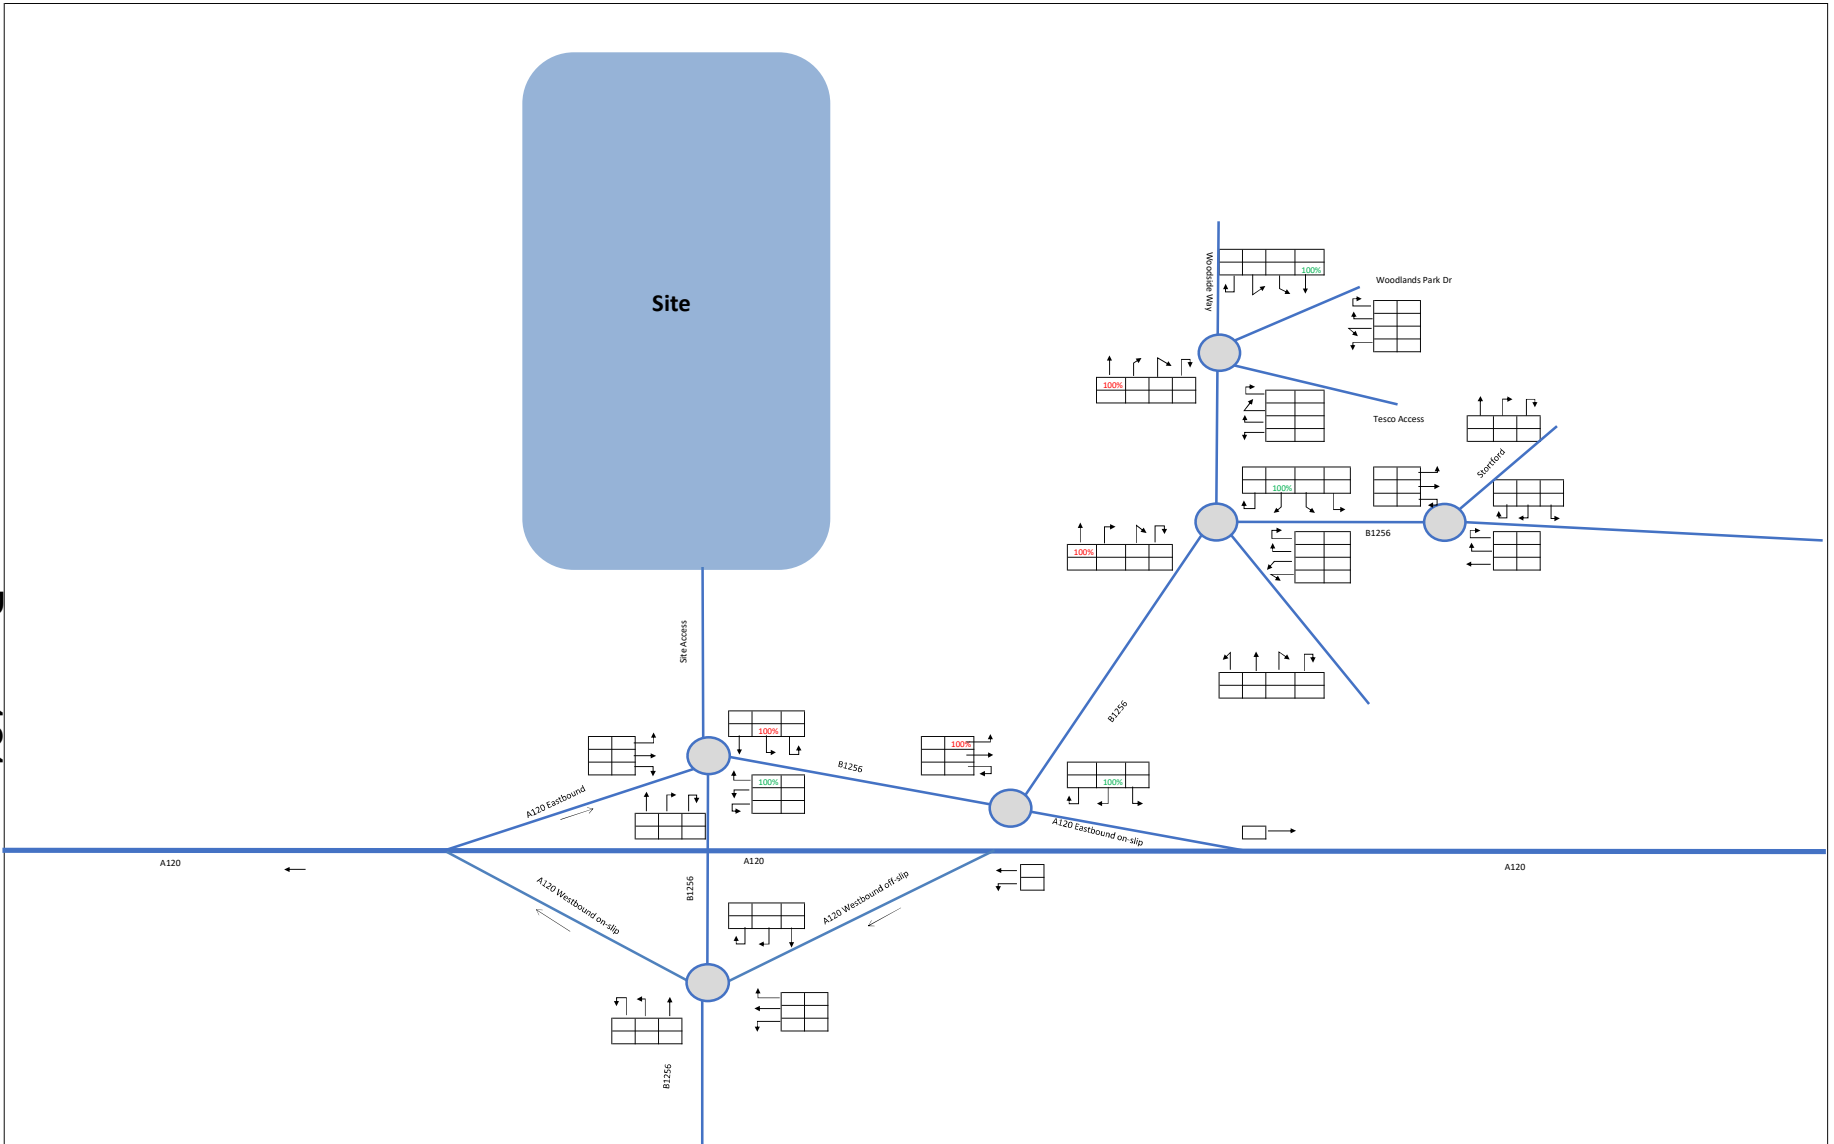 Woodside Way
100%
Woodlands Park Dr
Site
100%
Tesco Access
Stortford
100%
B1256
100%
Site Access
B1256
100%
100%
B1256
100%
100%
A120 Eastbound
A120 Eastbound on-slip
A120
A120
A120
A120 Westbound on-slip
B1256
A120 Westbound off-slip
B1256